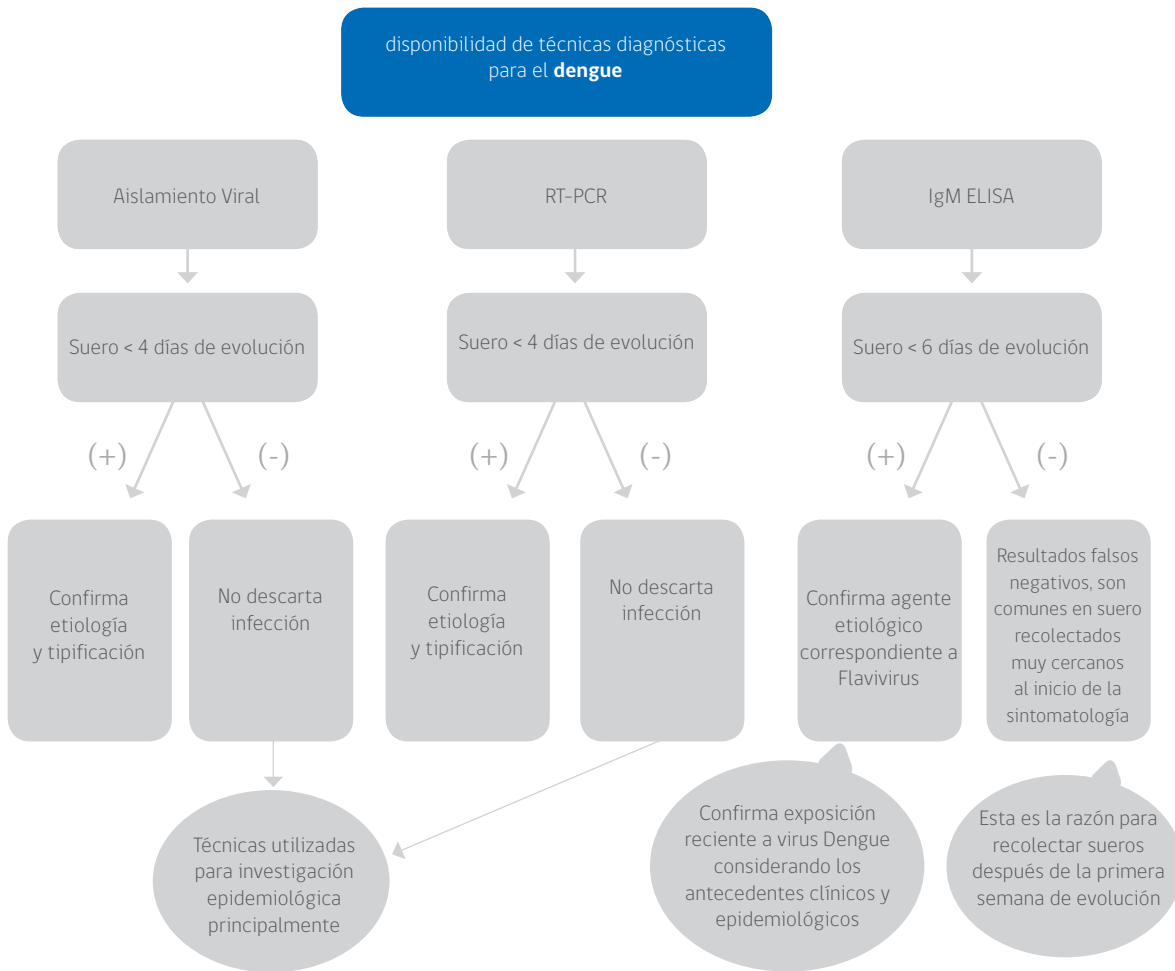 disponibilidad de técnicas diagnósticas
para el dengue
Aislamiento Viral
RT-PCR
IgM ELISA
Suero < 4 días de evolución
Suero < 4 días de evolución
Suero < 6 días de evolución
(+)
(-)
(+)
(-)
(+)
(-)
Confirma
etiología
y tipificación
No descarta
infección
Confirma
etiología
y tipificación
No descarta
infección
Confirma agente
etiológico
correspondiente a
Flavivirus
Resultados falsos
negativos, son
comunes en suero
recolectados
muy cercanos
al inicio de la
sintomatología
Técnicas utilizadas
para investigación
epidemiológica
principalmente
Confirma exposición
reciente a virus Dengue
considerando los
antecedentes clínicos y
epidemiológicos
Esta es la razón para
recolectar sueros
después de la primera
semana de evolución